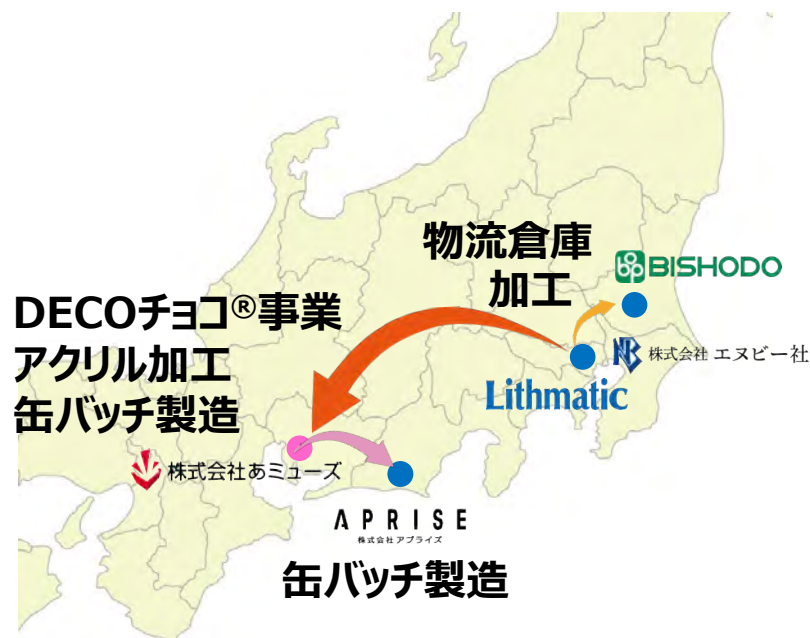 物流倉庫
加工
BISHODO
DECOチョコ®事業
アクリル加工
缶バッチ製造
株式会社 エヌビー社
Lithmatic
株式会社あミューズ
APRISE
株式会社アプライズ
缶バッチ製造